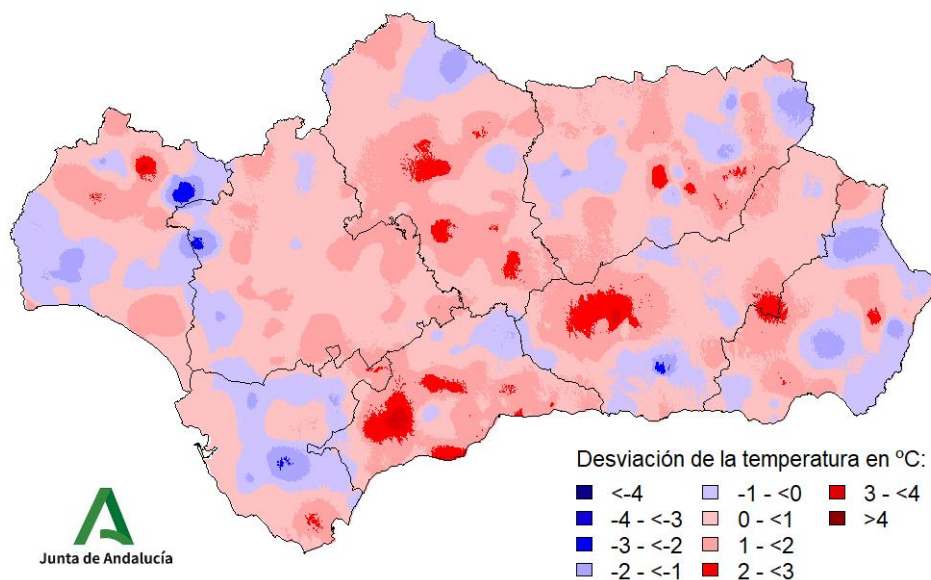 Desviación de la temperatura en ºC:
<-4
-4 - <-3
-3 - <-2
-2 - <-1
-1 - <0
0 - <1
1 - <2
2 - <3
3 - <4
>4
Junta de Andalucía